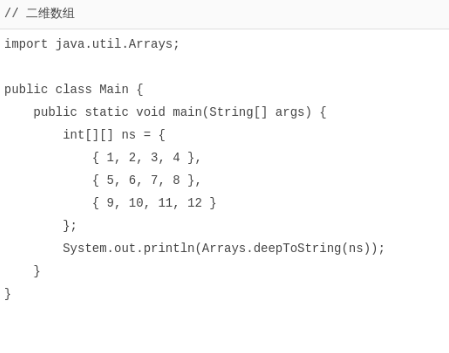 // 二维数组
import java.util.Arrays;

public class Main {
    public static void main(String[] args) {
        int[][] ns = {
            { 1, 2, 3, 4 },
            { 5, 6, 7, 8 },
            { 9, 10, 11, 12 }
        };
        System.out.println(Arrays.deepToString(ns));
    }
}